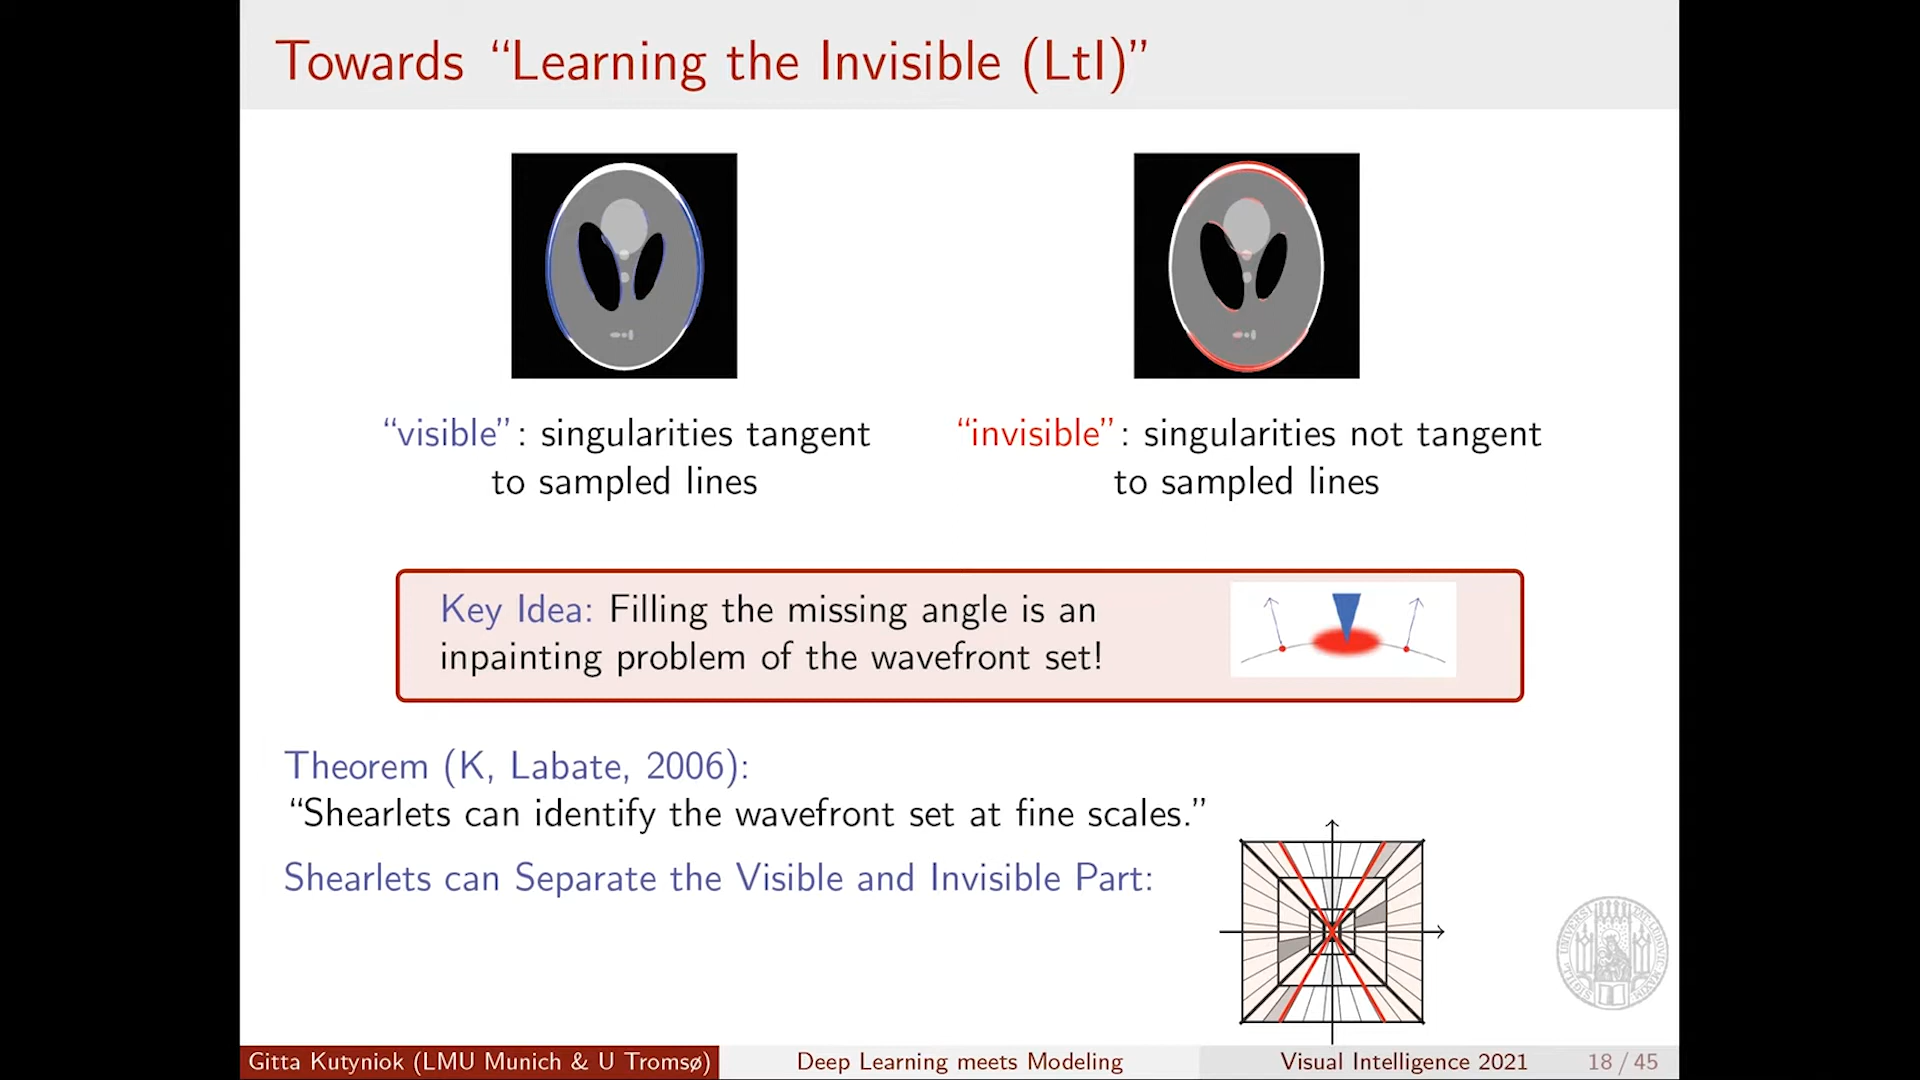 Towards “Learning the Invisible (LtI)”
“visible”: singularities tangent
to sampled lines
“invisible”: singularities not tangent
to sampled lines
Key Idea: Filling the missing angle is an
inpainting problem of the wavefront set!
Theorem (K, Labate, 2006):
“Shearlets can identify the wavefront set at fine scales.”
Shearlets can Separate the Visible and Invisible Part:
Gitta Kutyniok (LMU Munich & U Tromsø)
Deep Learning meets Modeling
Visual Intelligence 2021
18 / 45